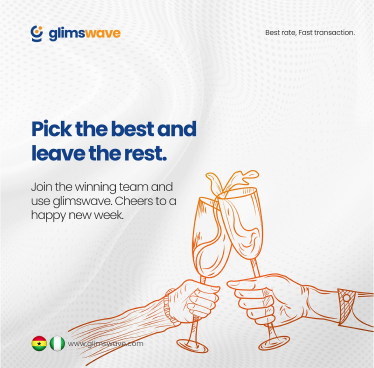 glimswave
Best rate, Fast transaction.
Pick the best and
leave the rest.
Join the winning team and
use glimswave. Cheers to a
happy new week.
www.glimswave.com